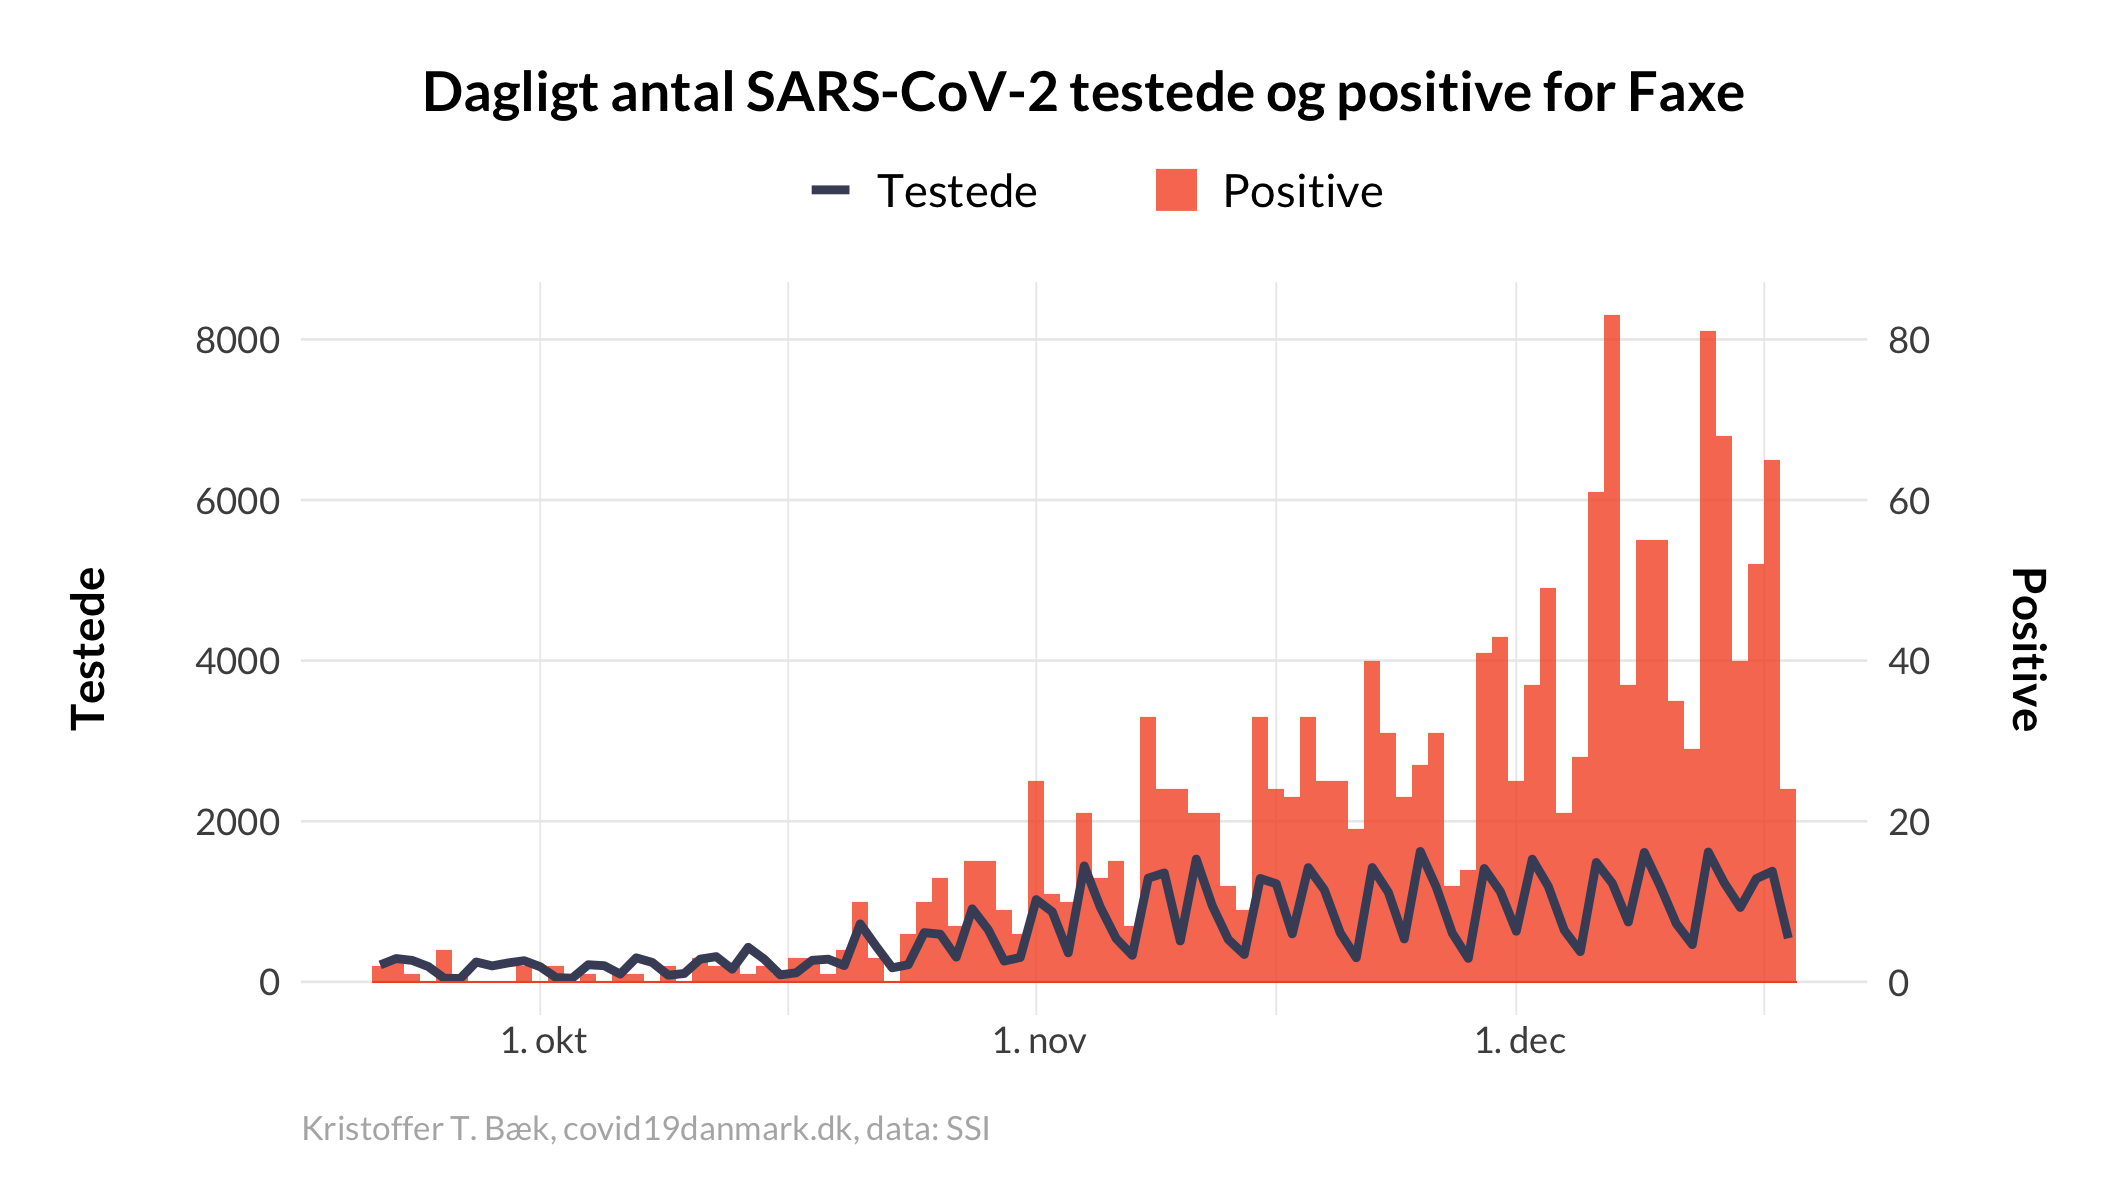 Dagligt antal SARS-CoV-2 testede og positive for Faxe
Testede
Positive
8000
6000
4000
2000
0
80
60
40
20
0
Testede
Positive
1. okt
1. nov
1. dec
Kristoffer T. Bæk, covid19danmark.dk, data: SSI